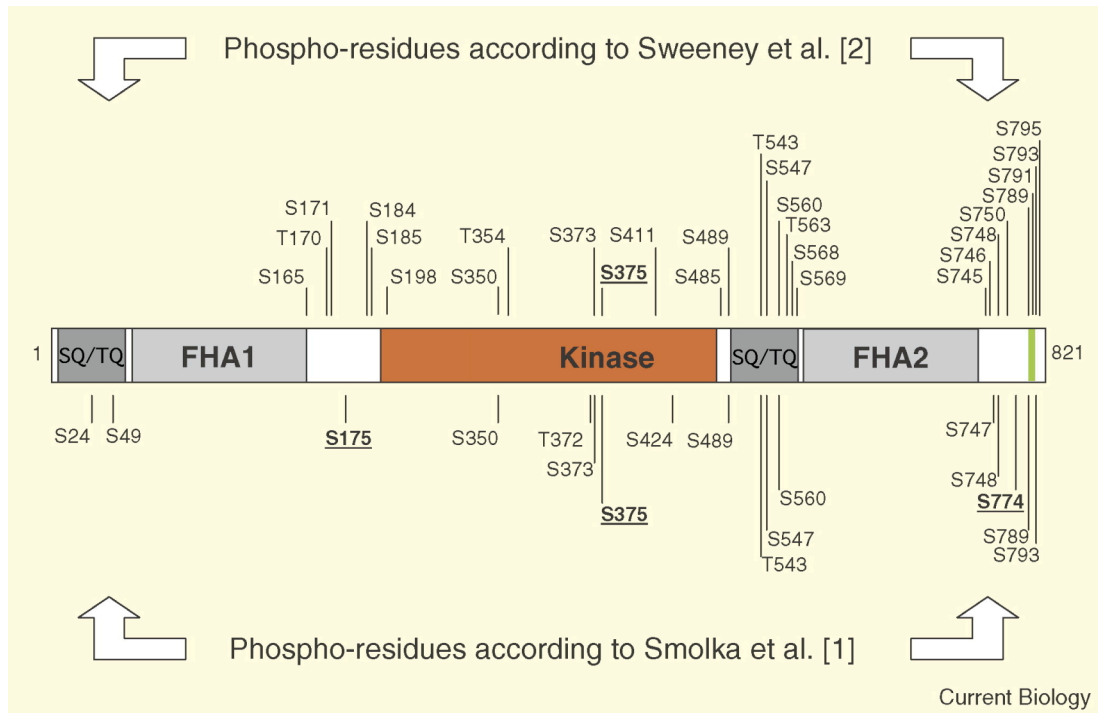 Phospho-residues according to Sweeney et al. [2]
S795
S793
T543
S791
S547
S789
S171
S184
S560
S750
T563
T170
S185
T354
S373
S411
S489
S748
S568
S746
S165
S198
S350
S375
S485
S569
S745
1
SQ/TQ
FHA1
Kinase
SQ/TQ
FHA2
821
S24
S49
S175
S350
T372
S424
S489
S747
S373
S748
S560
S774
S375
S547
S789
T543
S793
Phospho-residues according to Smolka et al. [1]
Current Biology